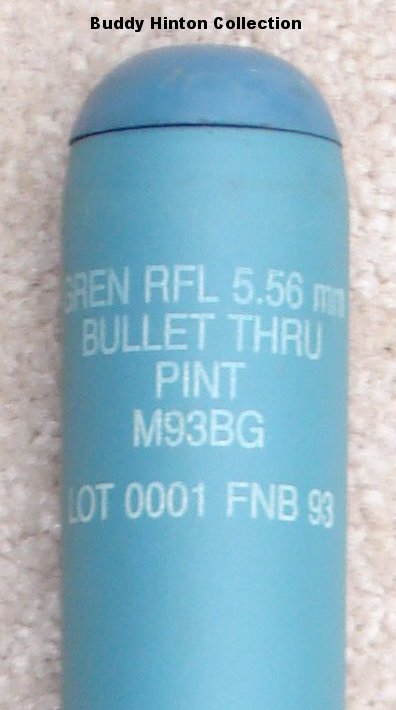 Buddy Hinton Collection
GREN RFL 5.56 mm
BULLET THRU
PINT
M93BG
LOT 0001 FNB 93